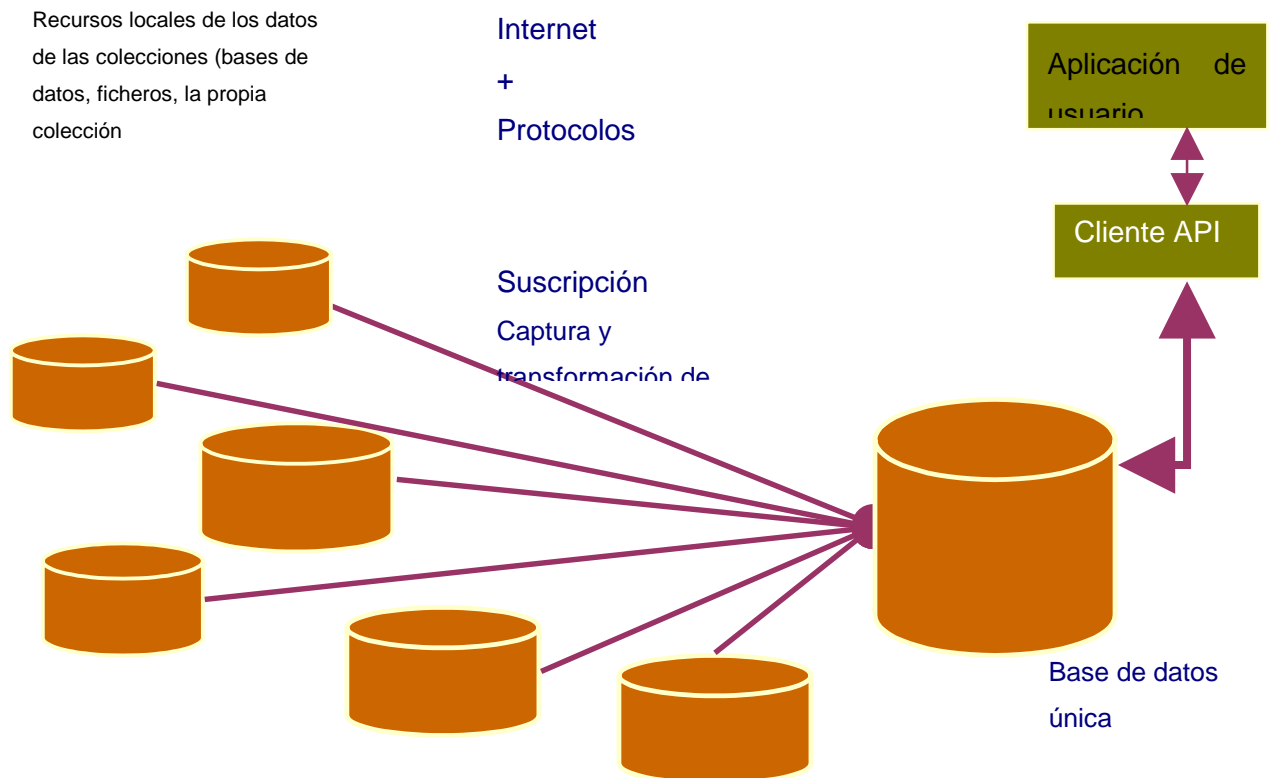 Recursos locales de los datos
de las colecciones (bases de
datos, ficheros, la propia
colección
Internet
+
Protocolos
Aplicación de
usuario
Cliente API
Suscripción
Captura y
transformación de
Base de datos
única